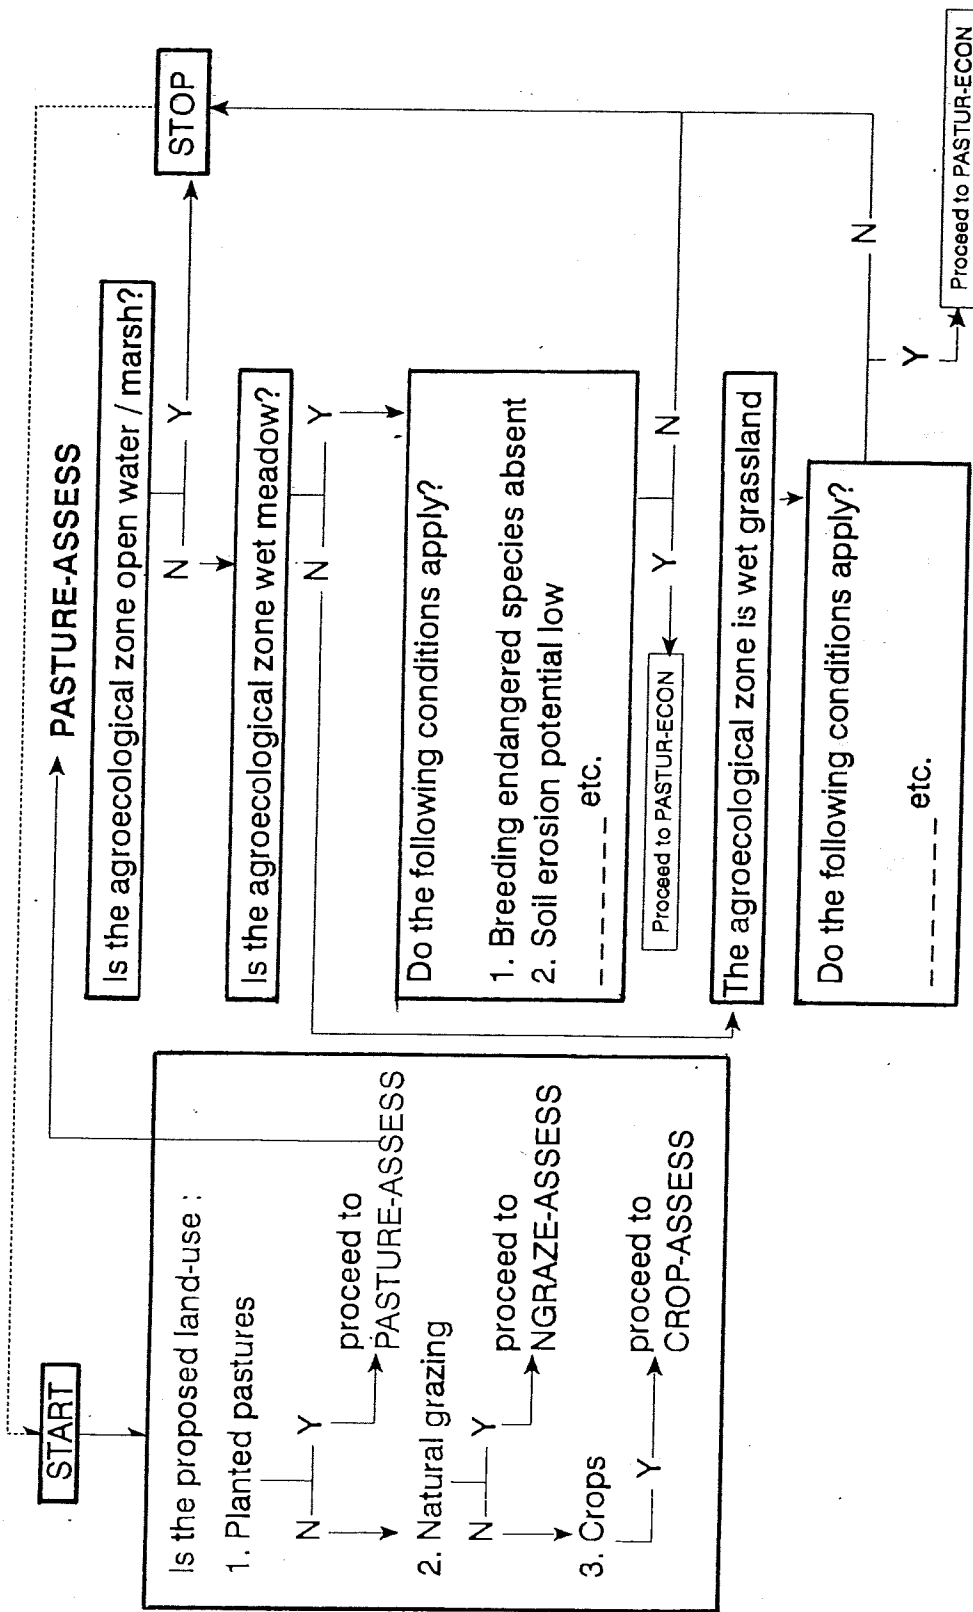 START
Is the proposed land-use :
1. Planted pastures
N
Y
proceed to
PASTURE-ASSESS
2. Natural grazing
N
Y
proceed to
NGRAZE-ASSESS
3. Crops
Y
proceed to
CROP-ASSESS
PASTURE-ASSESS
Is the agroecological zone open water / marsh?
N
Y
STOP
Is the agroecological zone wet meadow?
N
Y
Do the following conditions apply?
1. Breeding endangered species absent
2. Soil erosion potential low
_ _ _ _ _ _ etc.
Y
N
Proceed to PASTUR-ECON
The agroecological zone is wet grassland
Do the following conditions apply?
_ _ _ _ _ _ _ etc.
N
Y
Proceed to PASTUR-ECON